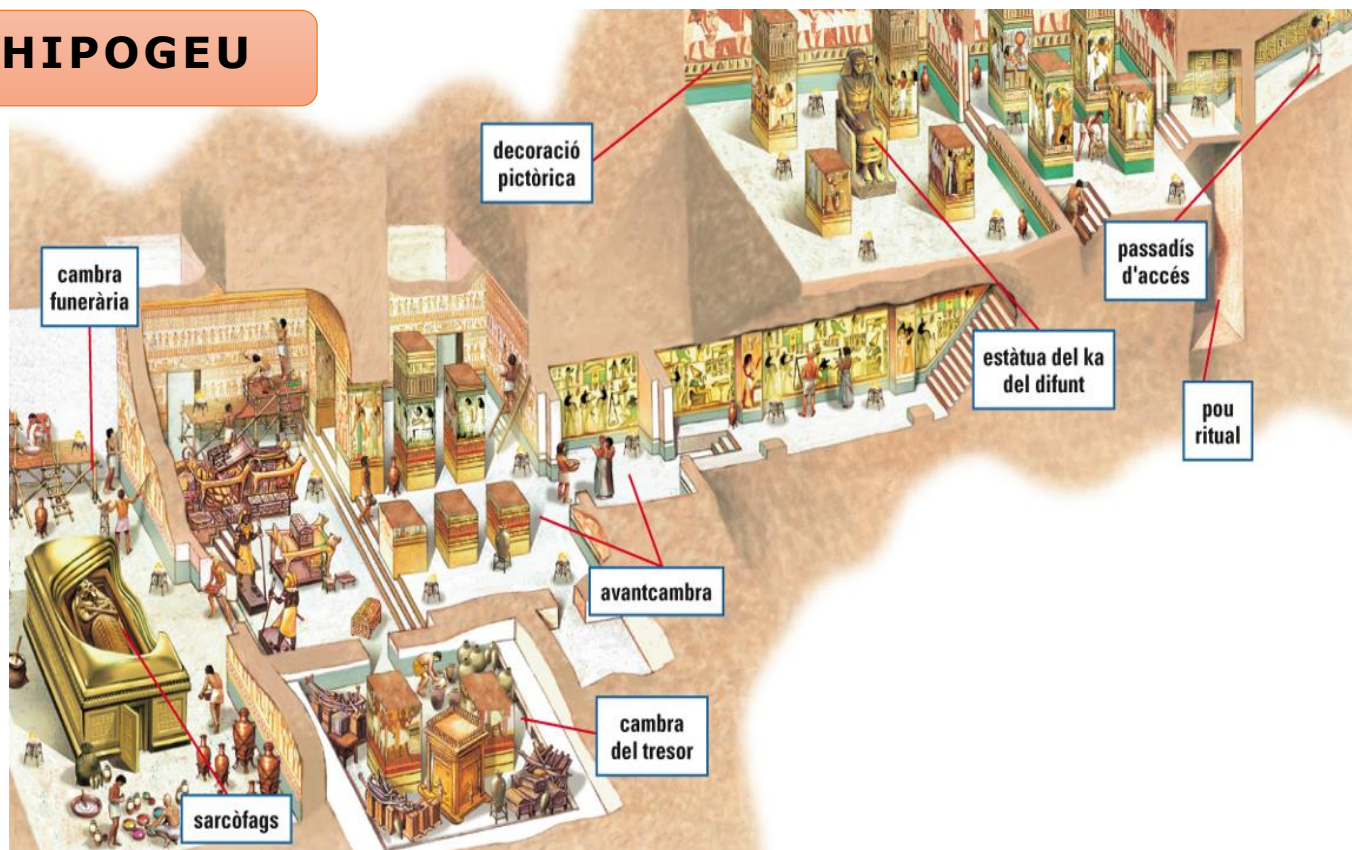 HIPOGEU
decoració
pictòrica
passadís
d'accés
cambra
funerària
estàtua del ka
del difunt
pou
ritual
avantcambra
cambra
del tresor
sarcòfags